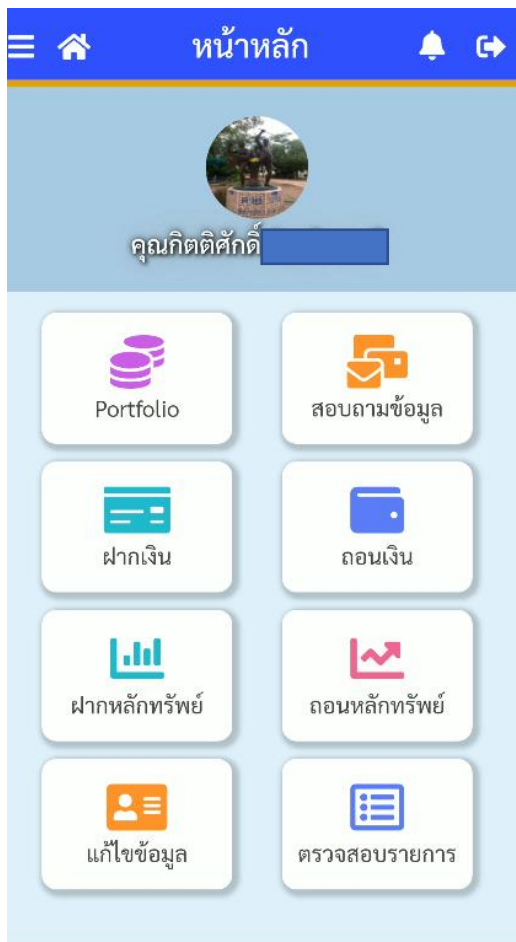 หน้าหลัก
คุณกิตติศักดิ์
Portfolio
สอบถามข้อมูล
ฝากเงิน
ถอนเงิน
ฝากหลักทรัพย์
ถอนหลักทรัพย์
แก้ไขข้อมูล
ตรวจสอบรายการ